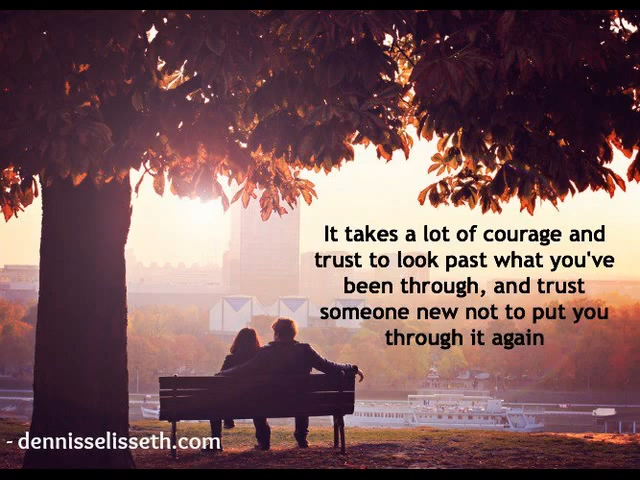 It takes a lot of courage and
trust to look past what you've
been through, and trust
someone new not to put you
through it again
- dennisselisseth.com